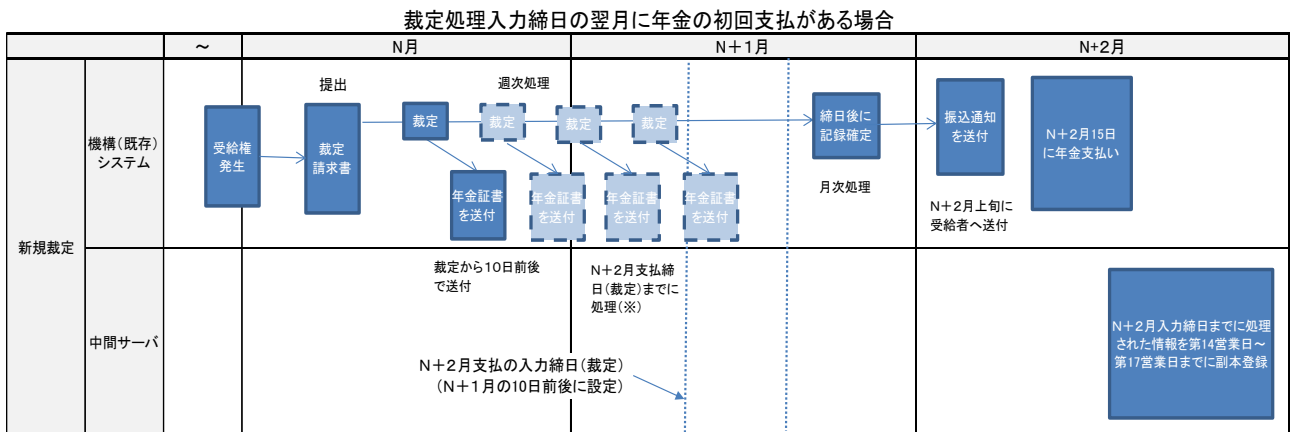 裁定処理入力締日の翌月に年金の初回支払がある場合
～
N月
N＋1月
N+2月
新規裁定
機構（既存）
システム
受給権
発生
提出
裁定
請求書
週次処理
裁定
裁定
裁定
裁定
年金証書
を送付
年金証書
を送付
年金証書
を送付
年金証書
を送付
締日後に
記録確定
月次処理
振込通知
を送付
N＋2月上旬に
受給者へ送付
N＋2月15日
に年金支払い
中間サーバ
裁定から10日前後
で送付
N＋2月支払締
日（裁定）までに
処理（※）
N＋2月支払の入力締日（裁定）
（N＋1月の10日前後に設定）
N＋2月入力締日までに処理
された情報を第14営業日～
第17営業日までに副本登録